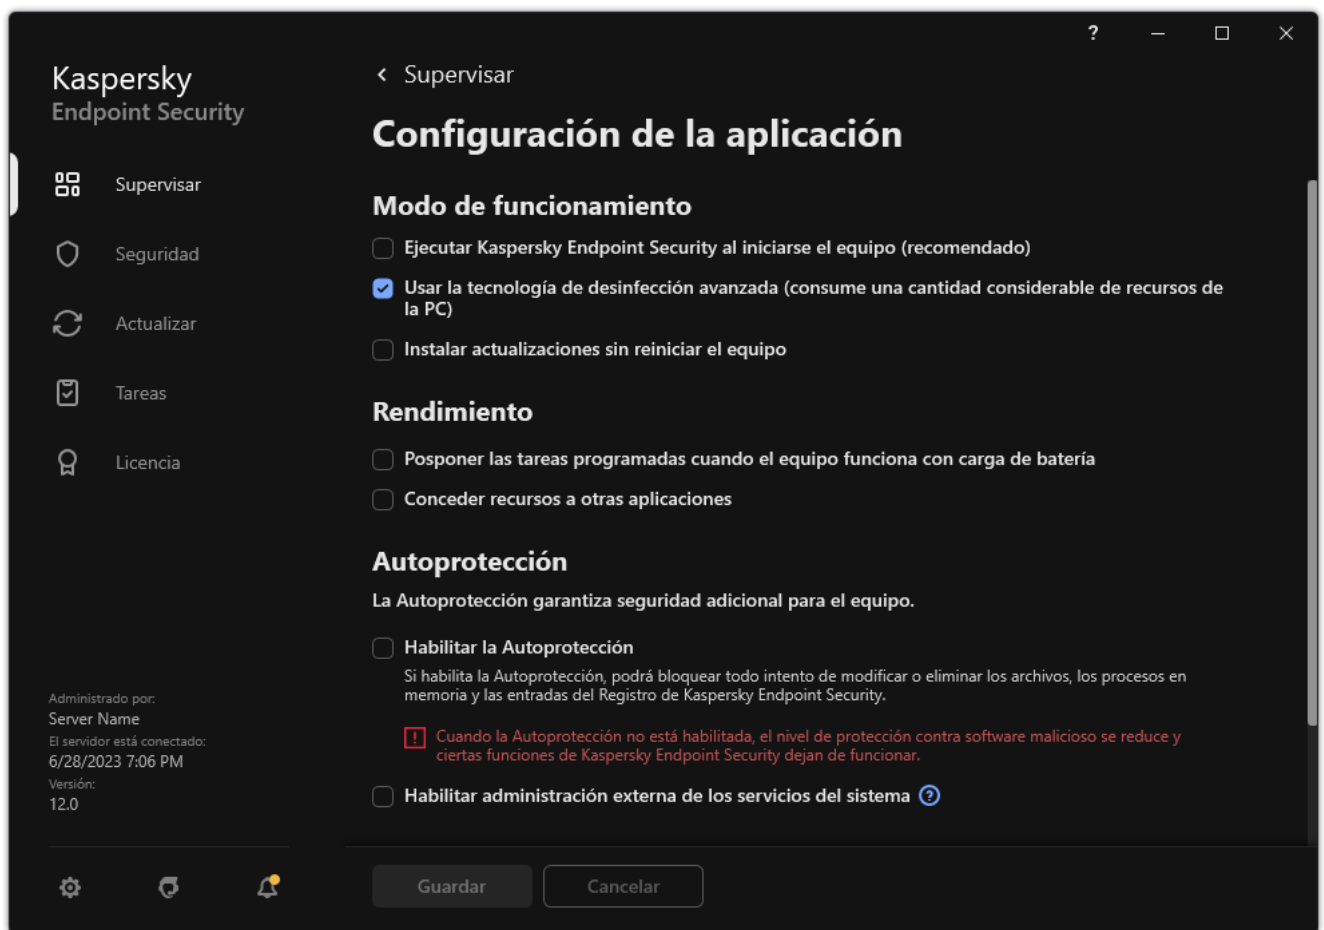 ?
Kaspersky
Endpoint Security
Supervisar
Seguridad
Actualizar
Tareas
Licencia
Administrado por:
Server Name
El servidor está conectado:
6/28/2023 7:06 PM
Versión:
12.0
Supervisar
Configuración de la aplicación
Modo de funcionamiento
Ejecutar Kaspersky Endpoint Security al iniciarse el equipo (recomendado)
Usar la tecnología de desinfección avanzada (consume una cantidad considerable de recursos de
la PC)
Instalar actualizaciones sin reiniciar el equipo
Rendimiento
Posponer las tareas programadas cuando el equipo funciona con carga de batería
Conceder recursos a otras aplicaciones
Autoprotección
La Autoprotección garantiza seguridad adicional para el equipo.
Habilitar la Autoprotección
Si habilita la Autoprotección, podrá bloquear todo intento de modificar o eliminar los archivos, los procesos en
memoria y las entradas del Registro de Kaspersky Endpoint Security.
Cuando la Autoprotección no está habilitada, el nivel de protección contra software malicioso se reduce y
ciertas funciones de Kaspersky Endpoint Security dejan de funcionar.
Habilitar administración externa de los servicios del sistema ?
Guardar
Cancelar